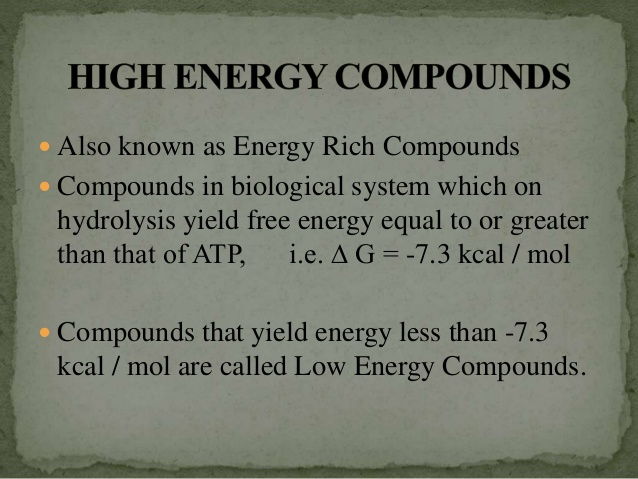 HIGH ENERGY COMPOUNDS
• Also known as Energy Rich Compounds
• Compounds in biological system which on
hydrolysis yield free energy equal to or greater
than that of ATP, i.e. ∆ G = -7.3 kcal / mol
• Compounds that yield energy less than -7.3
kcal / mol are called Low Energy Compounds.